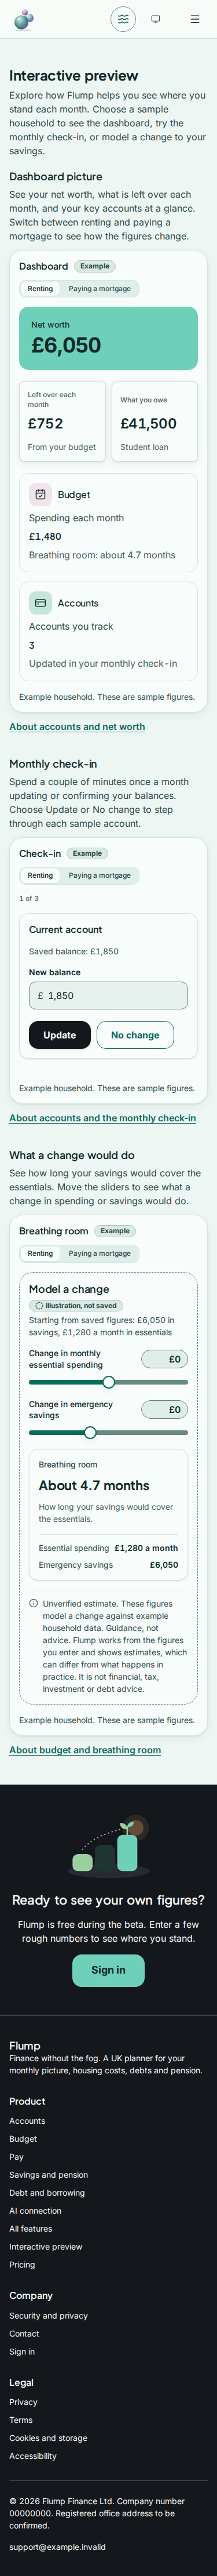 Interactive preview
Explore how Flump helps you see where you
stand each month. Choose a sample
household to see the dashboard, try the
monthly check-in, or model a change to your
savings.
Dashboard picture
See your net worth, what is left over each
month, and your key accounts at a glance.
Switch between renting and paying a
mortgage to see how the figures change.
Dashboard Example
Renting Paying a mortgage
Net worth
£6,050
Left over each
month
£752
From your budget
What you owe
£41,500
Student loan
Budget
Spending each month
£1,480
Breathing room: about 4.7 months
Accounts
Accounts you track
3
Updated in your monthly check-in
Example household. These are sample figures.
About accounts and net worth
Monthly check-in
Spend a couple of minutes once a month
updating or confirming your balances.
Choose Update or No change to step
through each sample account.
Check-in Example
Renting Paying a mortgage
1 of 3
Current account
Saved balance: £1,850
New balance
£ 1,850
Update No change
Example household. These are sample figures.
About accounts and the monthly check-in
What a change would do
See how long your savings would cover the
essentials. Move the sliders to see what a
change in spending or savings would do.
Breathing room Example
Renting Paying a mortgage
Model a change
Illustration, not saved
Starting from saved figures: £6,050 in
savings, £1,280 a month in essentials
Change in monthly
essential spending
£0
Change in emergency
savings
£0
Breathing room
About 4.7 months
How long your savings would cover
the essentials.
Essential spending £1,280 a month
Emergency savings £6,050
Unverified estimate. These figures
model a change against example
household data. Guidance, not
advice. Flump works from the figures
you enter and shows estimates, which
can differ from what happens in
practice. It is not financial, tax,
investment or debt advice.
Example household. These are sample figures.
About budget and breathing room
Ready to see your own figures?
Flump is free during the beta. Enter a few
rough numbers to see where you stand.
Sign in
Flump
Finance without the fog. A UK planner for your
monthly picture, housing costs, debts and pension.
Product
Accounts
Budget
Pay
Savings and pension
Debt and borrowing
AI connection
All features
Interactive preview
Pricing
Company
Security and privacy
Contact
Sign in
Legal
Privacy
Terms
Cookies and storage
Accessibility
© 2026 Flump Finance Ltd. Company number
00000000. Registered office address to be
confirmed.
support@example.invalid